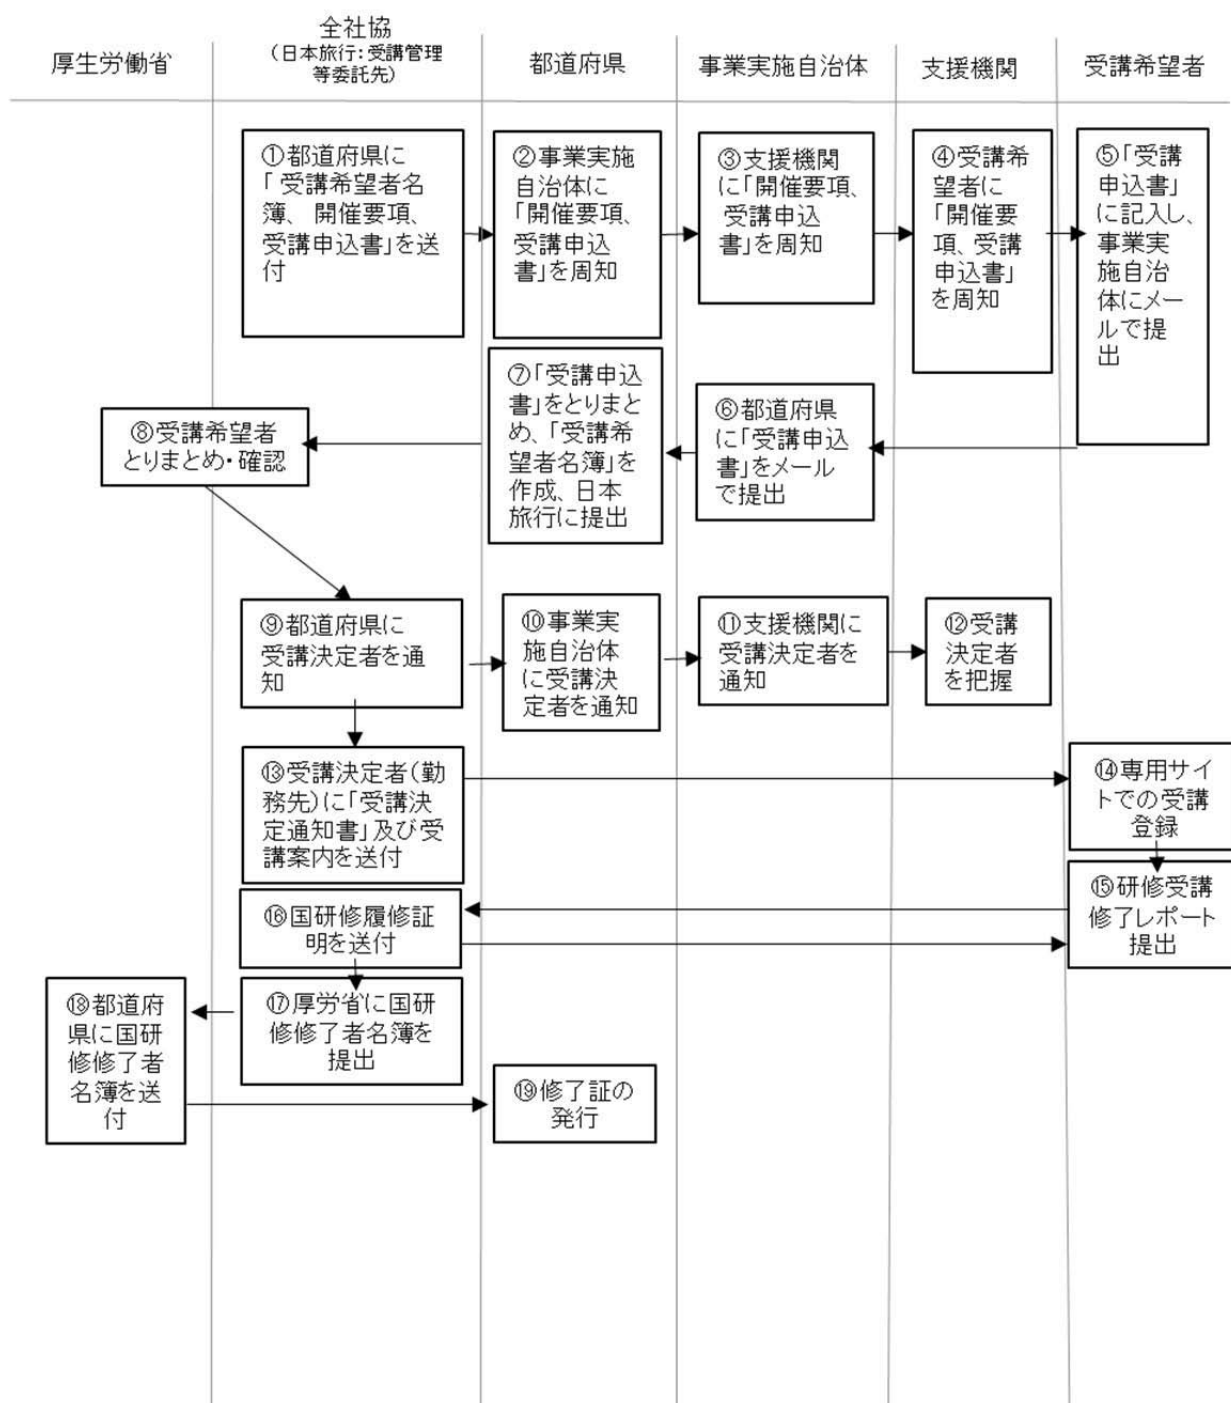 厚生労働省
全社協
(日本旅行:受講管理
等委託先)
都道府県
事業実施自治体
支援機関
受講希望者
①都道府県に
「受講希望者名
簿、開催要項、
受講申込書」を送
付
②事業実施
自治体に
「開催要項、
受講申込
書」を周知
③支援機関
に「開催要項、
受講申込
書」を周知
④受講希
望者に
「開催要
項、受講
申込書」
を周知
⑤「受講
申込書」
に記入し、
事業実
施自治
体にメー
ルで提
出
⑥都道府県
に「受講申込
書」をメール
で提出
⑦「受講申込
書」をとりまと
め、「受講希
望者名簿」を
作成、日本
旅行に提出
⑧受講希望者
とりまとめ・確認
⑨都道府県に
受講決定者を通
知
⑩事業実
施自治体
に受講決
定者を通知
⑪支援機関に
受講決定者を
通知
⑫受講
決定者
を把握
⑬受講決定者(勤
務先)に「受講決
定通知書」及び受
講案内を送付
⑭専用サイ
トでの受講
登録
⑮研修受講
修了レポート
提出
⑯国研修履修証
明を送付
⑰厚労省に国研
修修了者名簿を
提出
⑱都道府
県に国研
修修了者
名簿を送
付
⑲修了証の
発行